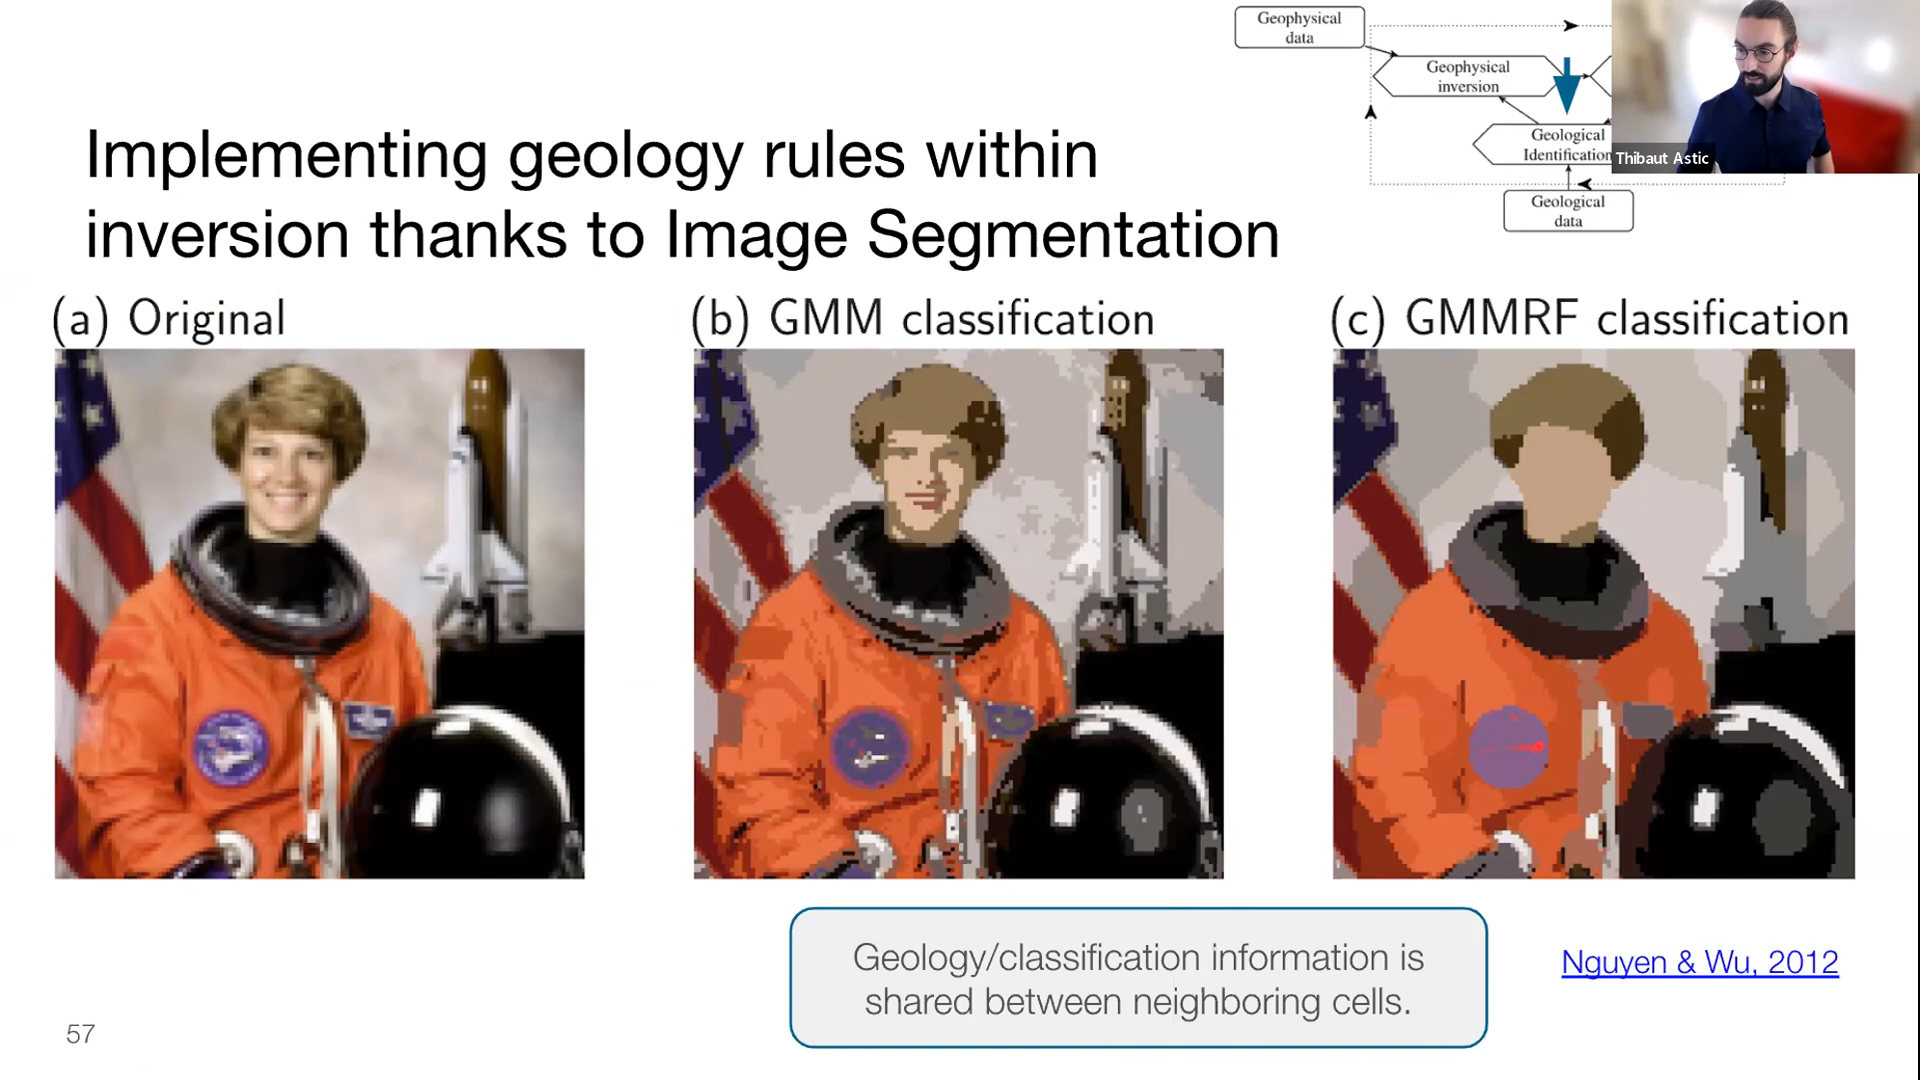 Geophysical
data
Geophysical
inversion
Geological
Identification
Thibaut Astic
Geological
data
Implementing geology rules within
inversion thanks to Image Segmentation
(a) Original
(b) GMM classification
(c) GMMRF classification
Geology/classification information is
shared between neighboring cells.
Nguyen & Wu, 2012
57